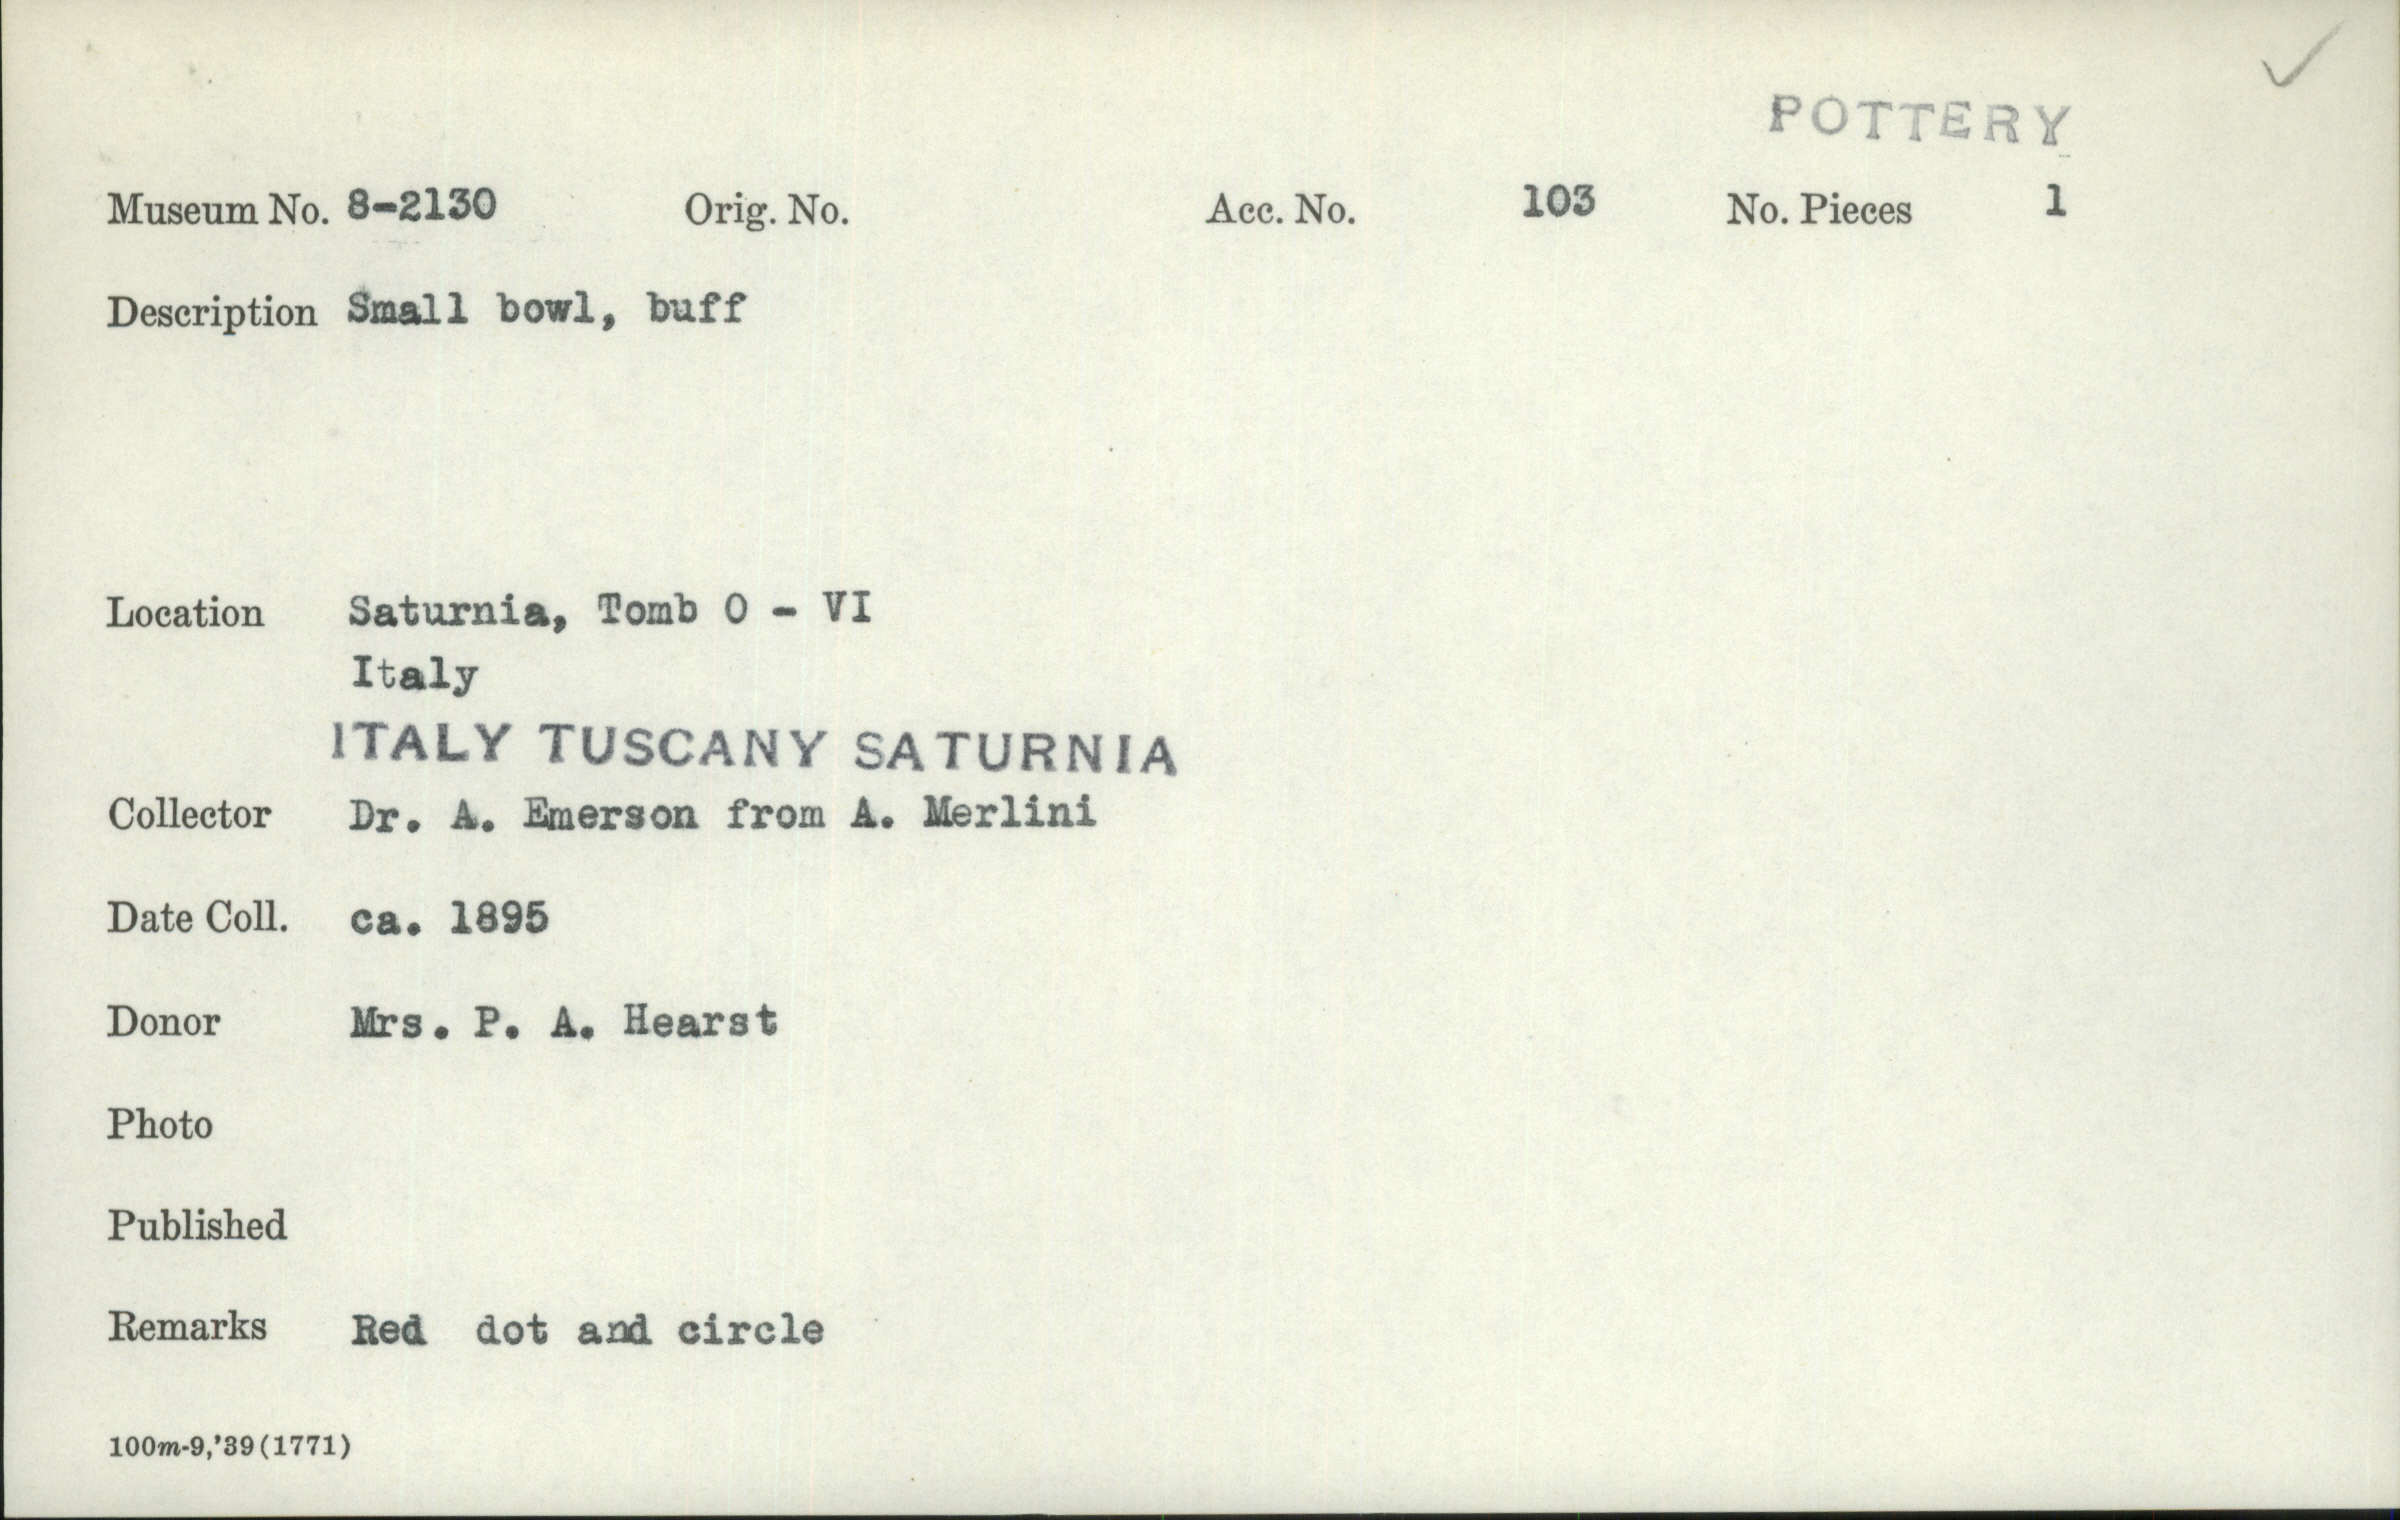 POTTERY
Museum No. 8-2130 Orig. No. Acc. No. 103 No. Pieces 1
Description Small bowl, buff
Location Saturnia, Tomb O - VI
Italy
ITALY TUSCANY SATURNIA
Collector Dr. A. Emerson from A. Merlini
Date Coll. ca. 1895
Donor Mrs. P. A. Hearst
Photo
Published
Remarks Red dot and circle
100m-9,'39(1771)